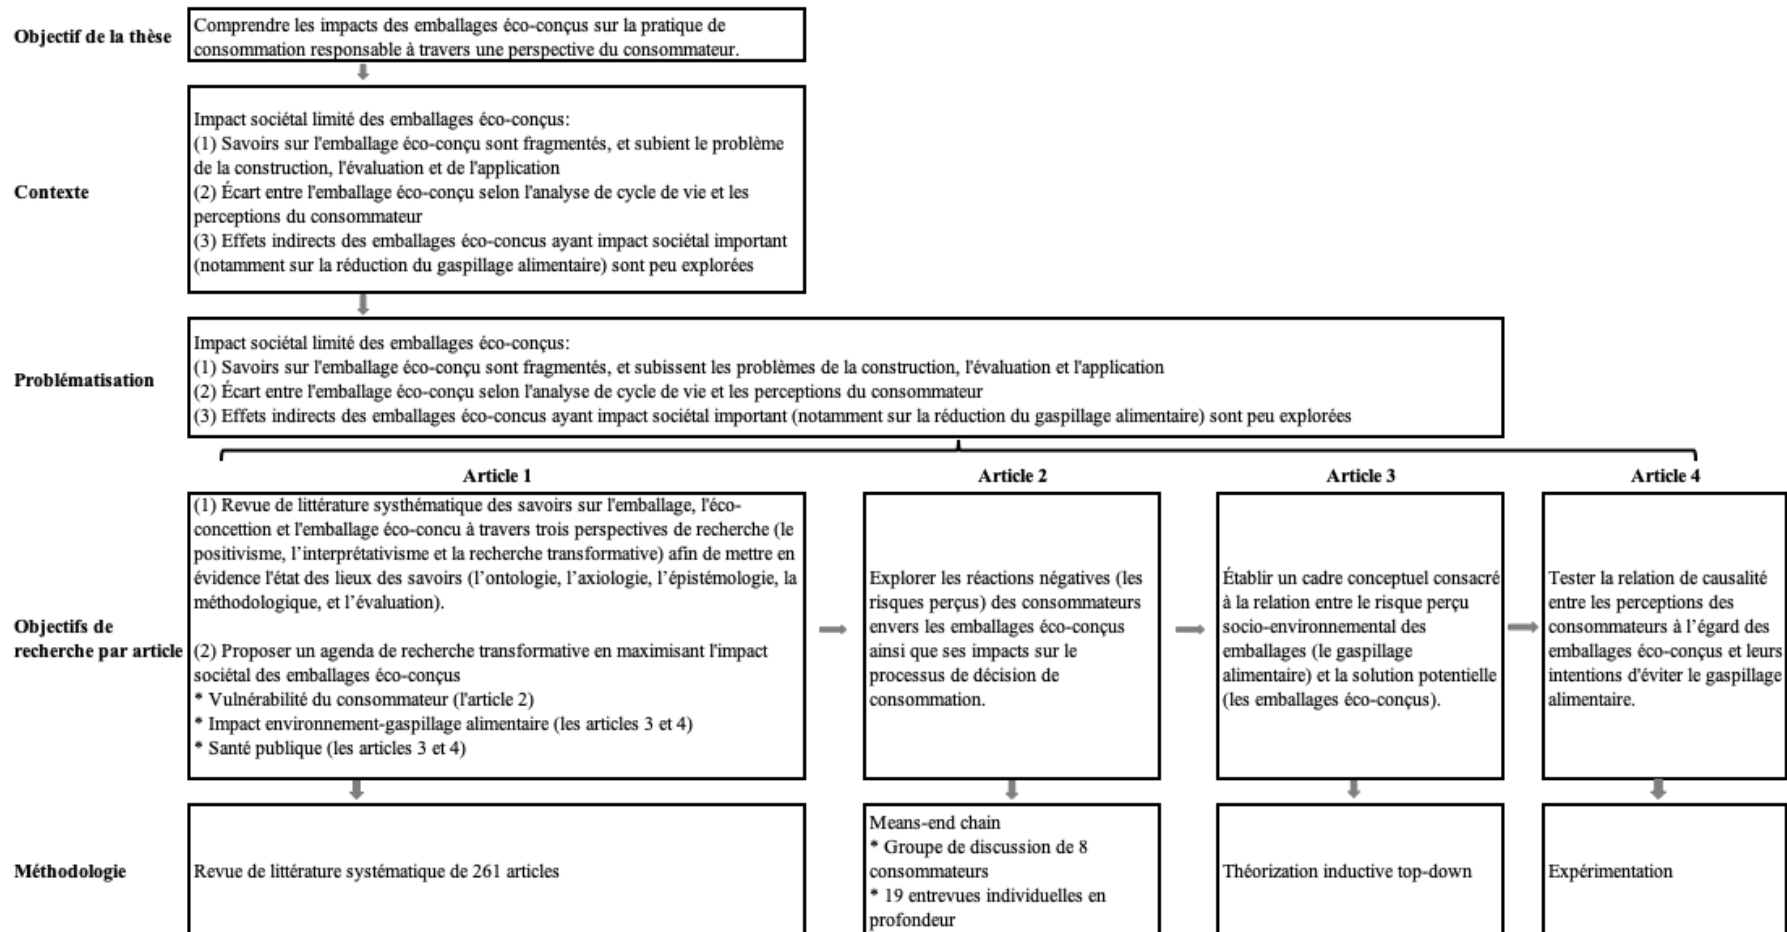 Objectif de la thèse
Comprendre les impacts des emballages éco-conçus sur la pratique de
consommation responsable à travers une perspective du consommateur.
Contexte
Impact sociétal limité des emballages éco-conçus:
(1) Savoirs sur l'emballage éco-conçu sont fragmentés, et subient le problème
de la construction, l'évaluation et de l'application
(2) Écart entre l'emballage éco-conçu selon l'analyse de cycle de vie et les
perceptions du consommateur
(3) Effets indirects des emballages éco-concus ayant impact sociétal important
(notamment sur la réduction du gaspillage alimentaire) sont peu explorées
Problématisation
Impact sociétal limité des emballages éco-conçus:
(1) Savoirs sur l'emballage éco-conçu sont fragmentés, et subissent les problèmes de la construction, l'évaluation et l'application
(2) Écart entre l'emballage éco-conçu selon l'analyse de cycle de vie et les perceptions du consommateur
(3) Effets indirects des emballages éco-concus ayant impact sociétal important (notamment sur la réduction du gaspillage alimentaire) sont peu explorées
Article 1
Article 2
Article 3
Article 4
Objectifs de
recherche par article
(1) Revue de littérature systhématique des savoirs sur l'emballage, l'éco-
concettion et l'emballage éco-concu à travers trois perspectives de recherche (le
positivisme, l’interprétativisme et la recherche transformative) afin de mettre en
évidence l'état des lieux des savoirs (l’ontologie, l’axiologie, l’épistémologie, la
méthodologique, et l’évaluation).
(2) Proposer un agenda de recherche transformative en maximisant l'impact
sociétal des emballages éco-conçus
* Vulnérabilité du consommateur (l'article 2)
* Impact environnement-gaspillage alimentaire (les articles 3 et 4)
* Santé publique (les articles 3 et 4)
Explorer les réactions négatives (les
risques perçus) des consommateurs
envers les emballages éco-conçus
ainsi que ses impacts sur le
processus de décision de
consommation.
Établir un cadre conceptuel consacré
à la relation entre le risque perçu
socio-environnemental des
emballages (le gaspillage
alimentaire) et la solution potentielle
(les emballages éco-conçus).
Tester la relation de causalité
entre les perceptions des
consommateurs à l’égard des
emballages éco-conçus et leurs
intentions d'éviter le gaspillage
alimentaire.
Méthodologie
Revue de littérature systématique de 261 articles
Means-end chain
* Groupe de discussion de 8
consommateurs
* 19 entrevues individuelles en
profondeur
Théorization inductive top-down
Expérimentation